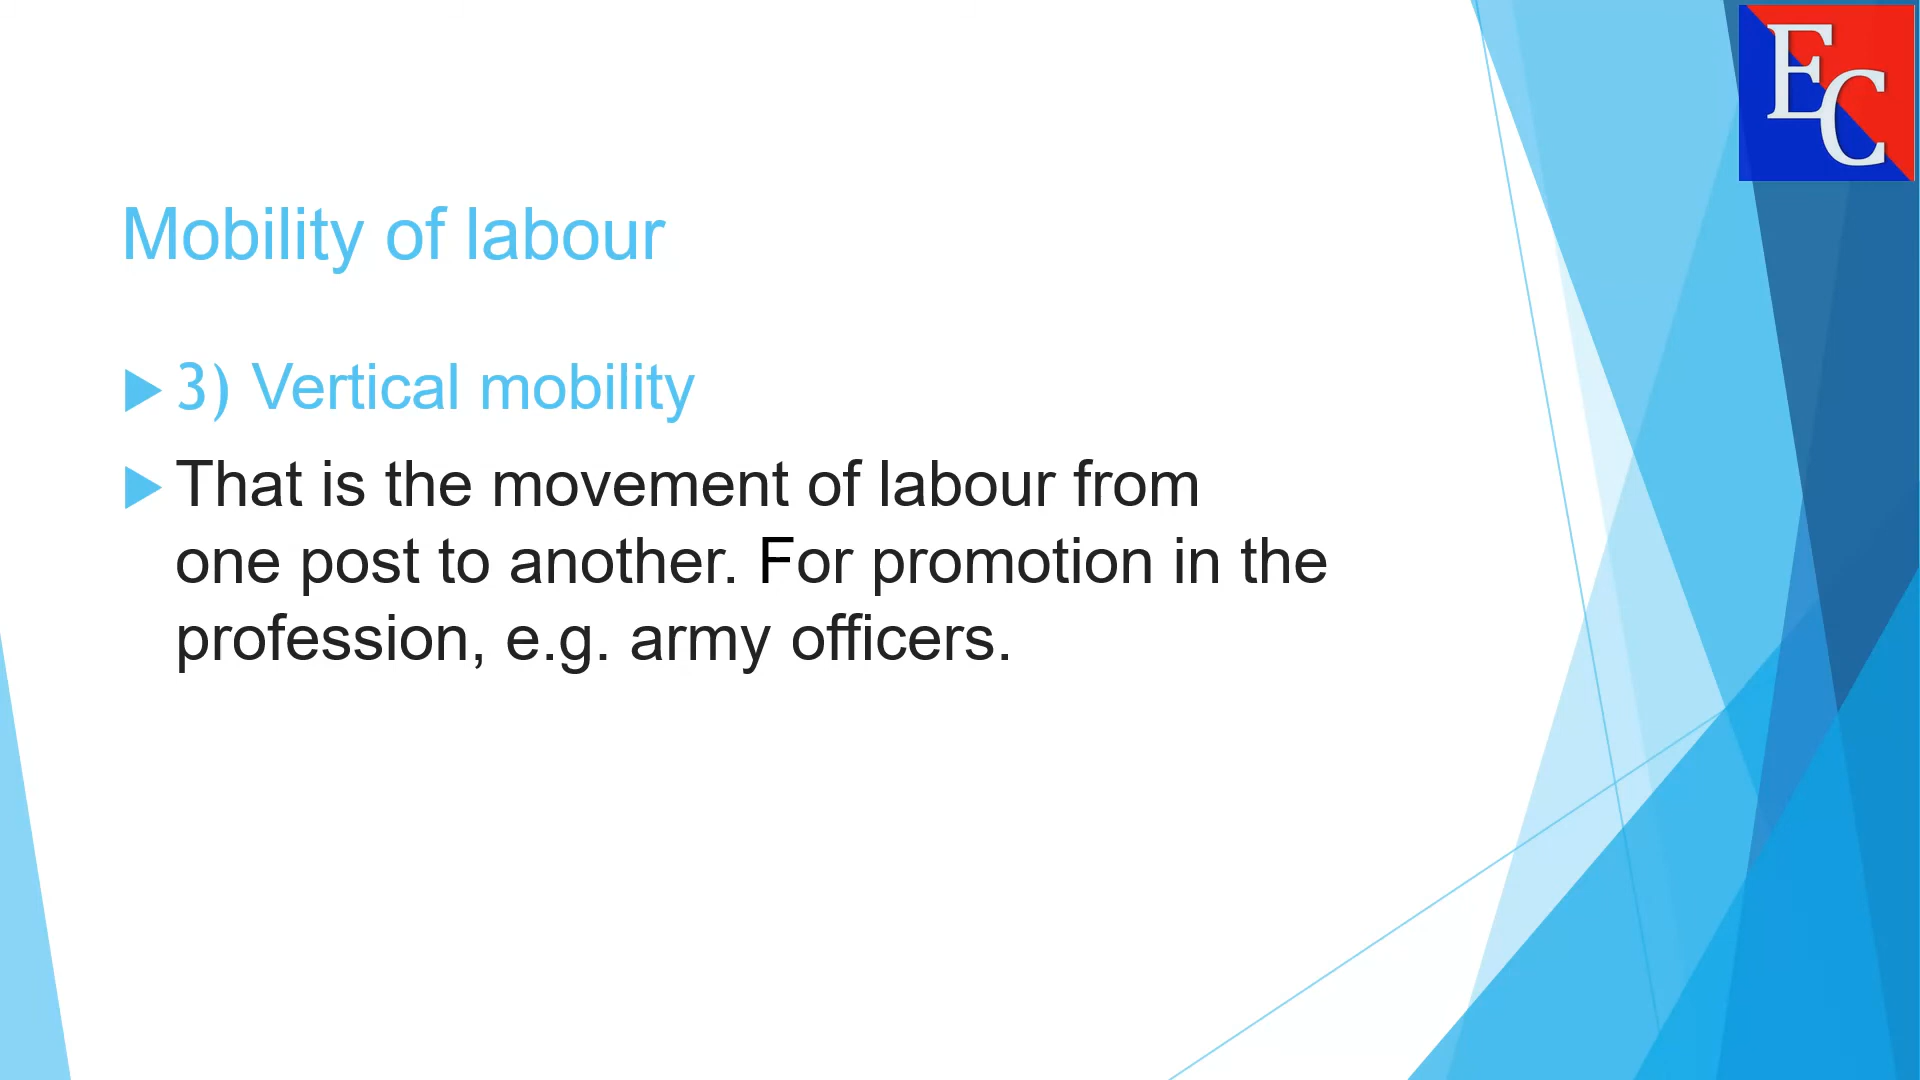 EC
Mobility of labour
3) Vertical mobility
That is the movement of labour from
one post to another. For promotion in the
profession, e.g. army officers.